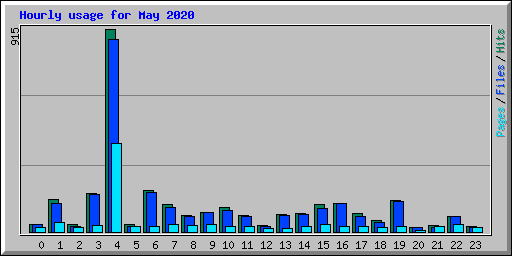 Hourly usage for May 2020
915
Pages/Files/Hits
0 1 2 3 4 5 6 7 8 9 10 11 12 13 14 15 16 17 18 19 20 21 22 23